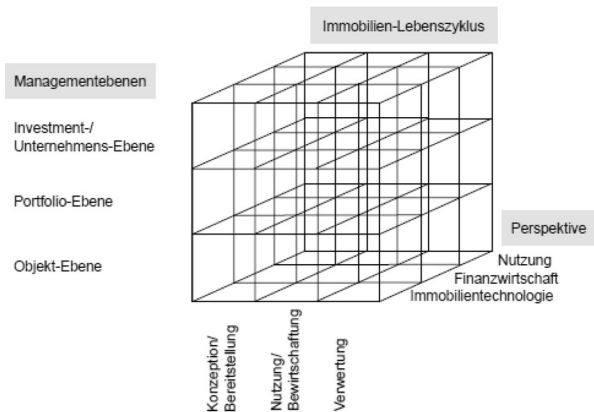 Immobilien-Lebenszyklus
Managementebenen
Investment-/
Unternehmens-Ebene
Portfolio-Ebene
Objekt-Ebene
Perspektive
Nutzung
Finanzwirtschaft
Immobilientechnologie
Konzeption/
Bereitstellung
Nutzung/
Bewirtschaftung
Verwertung